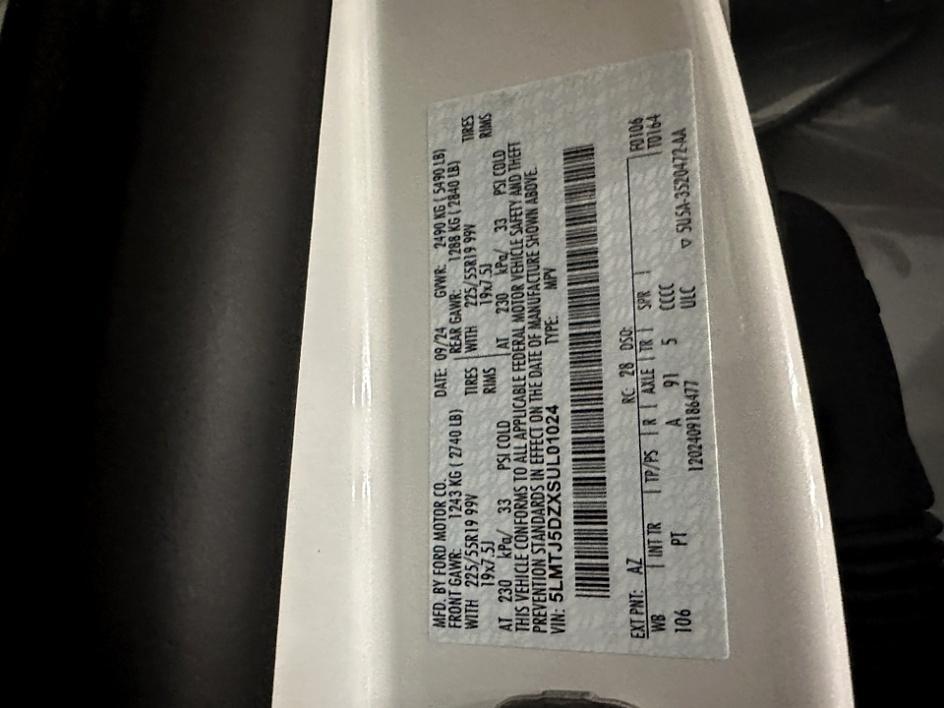 MFD. BY FORD MOTOR CO. DATE: 09/24 GVWR: 2490 KG ( 5490 LB)
FRONT GAWR: 1243 KG ( 2740 LB) REAR GAWR: 1288 KG ( 2840 LB)
WITH 225/55R19 99V TIRES WITH 225/55R19 99V TIRES
19x7.5J RIMS 19x7.5J RIMS
AT 230 kPa/ 33 PSI COLD AT 230 kPa/ 33 PSI COLD
THIS VEHICLE CONFORMS TO ALL APPLICABLE FEDERAL MOTOR VEHICLE SAFETY AND THEFT
PREVENTION STANDARDS IN EFFECT ON THE DATE OF MANUFACTURE SHOWN ABOVE.
VIN: 5LMTJ5DZXSUL01024 TYPE: MPV
EXT PNT: AZ RC: 28 DSO: F0106
WB INT TR TP/PS R AXLE TR SPR T0164
106 PT A 91 5 CCCC
1202409186477 ULC ▽ 5U5A-3520472-AA